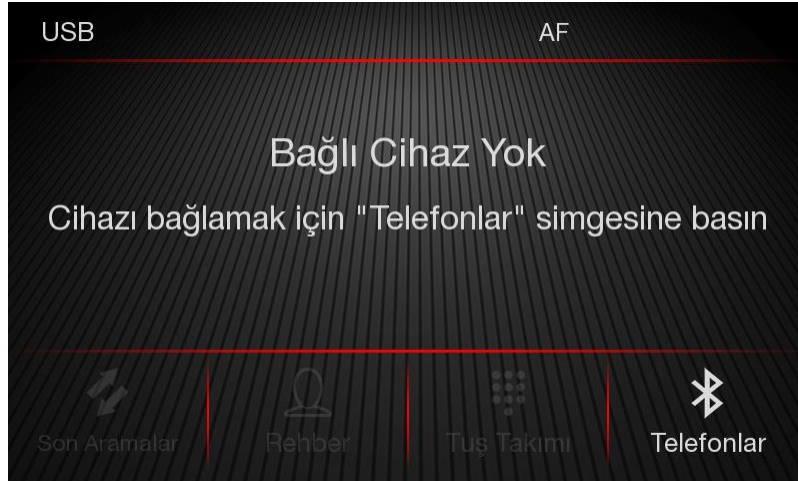 USB AF
Bağlı Cihaz Yok
Cihazı bağlamak için "Telefonlar" simgesine basın
Son Aramalar Rehber Tuş Takımı Telefonlar